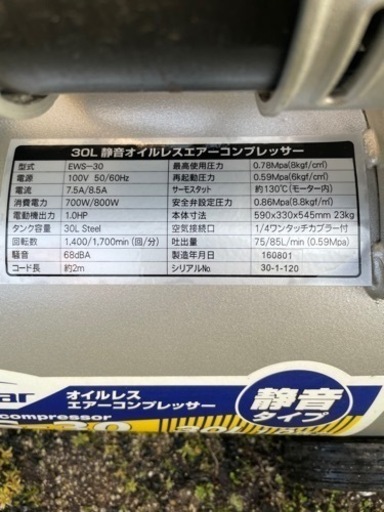 30L 静音オイルレスエアーコンプレッサー
型式 EWS-30 最高使用圧力 0.78Mpa(8kgf/c㎡)
電源 100V 50/60Hz 再起動圧力 0.59Mpa(6kgf/c㎡)
電流 7.5A/8.5A サーモスタット 約130℃(モーター内)
消費電力 700W/800W 安全弁設定圧力 0.86Mpa(8.8kgf/c㎡)
電動機出力 1.0HP 本体寸法 590x330x545mm 23kg
タンク容量 30L Steel 空気接続口 1/4ワンタッチカプラー付
回転数 1,400/1,700min (回/分) 吐出量 75/85L/min (0.59Mpa)
騒音 68dBA 製造年月日 160801
コード長 約2m シリアルNo 30-1-120
ar オイルレス
エアーコンプレッサー
compressor
静音
タイプ